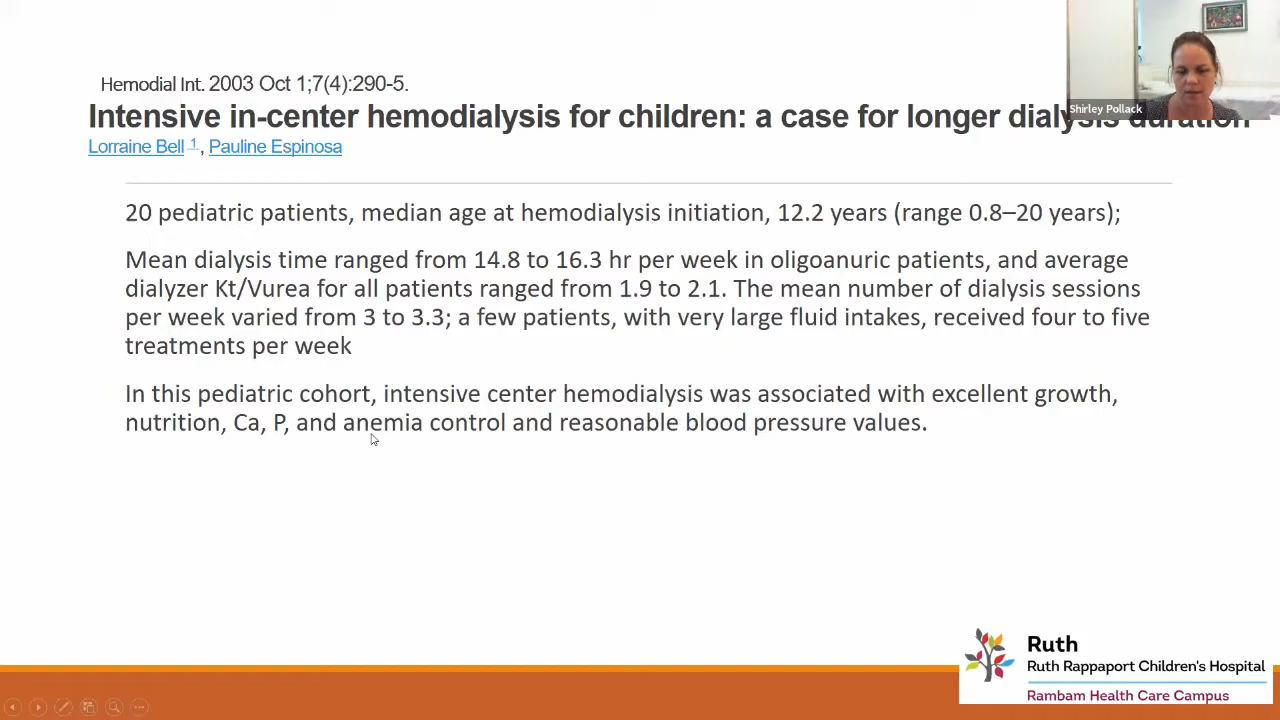 Hemodial Int. 2003 Oct 1;7(4):290-5.
Intensive in-center hemodialysis for children: a case for longer dialysis duration
Lorraine Bell 1, Pauline Espinosa
Shirley Pollack
20 pediatric patients, median age at hemodialysis initiation, 12.2 years (range 0.8–20 years);
Mean dialysis time ranged from 14.8 to 16.3 hr per week in oligoanuric patients, and average
dialyzer Kt/Vurea for all patients ranged from 1.9 to 2.1. The mean number of dialysis sessions
per week varied from 3 to 3.3; a few patients, with very large fluid intakes, received four to five
treatments per week
In this pediatric cohort, intensive center hemodialysis was associated with excellent growth,
nutrition, Ca, P, and anemia control and reasonable blood pressure values.
Ruth
Ruth Rappaport Children's Hospital
Rambam Health Care Campus